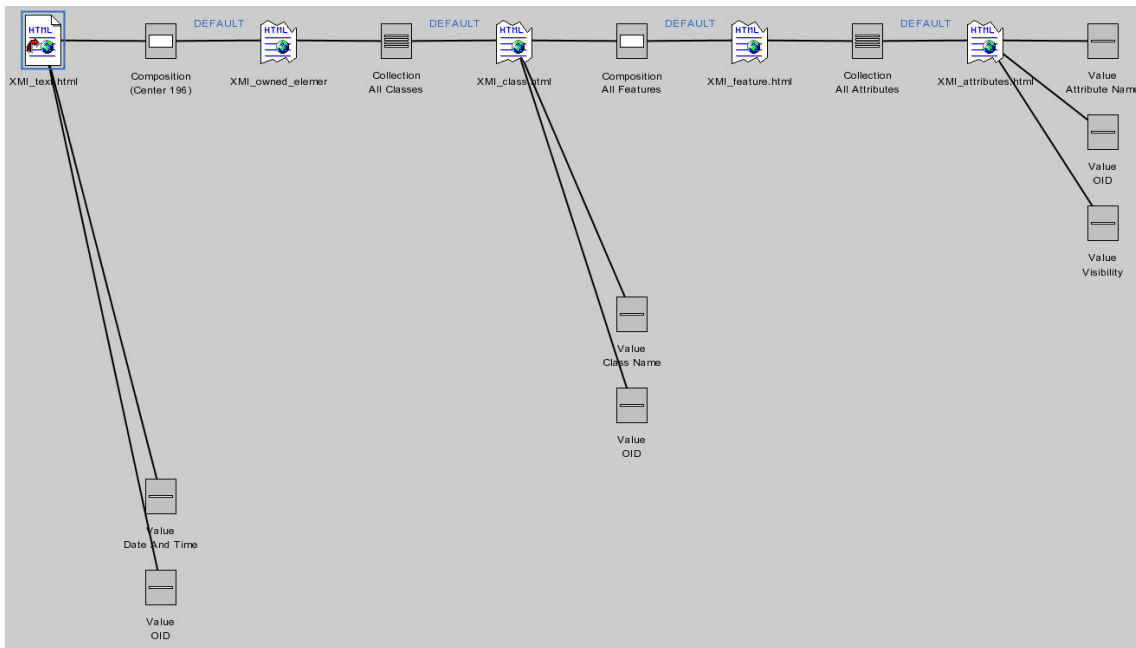 DEFAULT
DEFAULT
DEFAULT
DEFAULT
HTML
HTML
HTML
HTML
HTML
XMI_text.html
Composition
(Center 196)
XMI_owned_elemer
Collection
All Classes
XMI_class.html
Composition
All Features
XMI_feature.html
Collection
All Attributes
XMI_attributes.html
Value
Attribute Name
Value
OID
Value
Visibility
Value
Class Name
Value
OID
Value
Date And Time
Value
OID